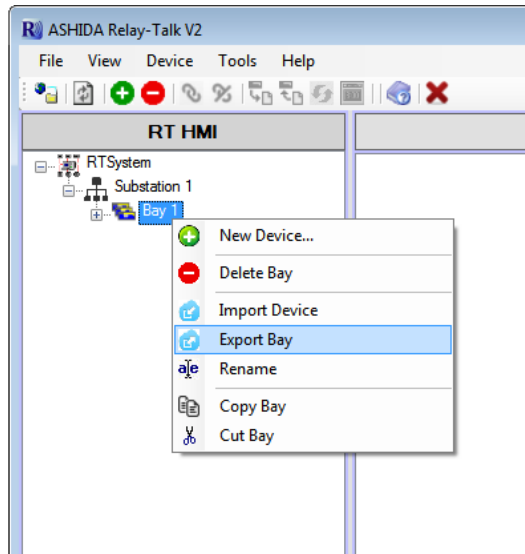 ASHIDA Relay-Talk V2
File View Device Tools Help
RT HMI
RTSystem
Substation 1
Bay 1
New Device...
Delete Bay
Import Device
Export Bay
Rename
Copy Bay
Cut Bay